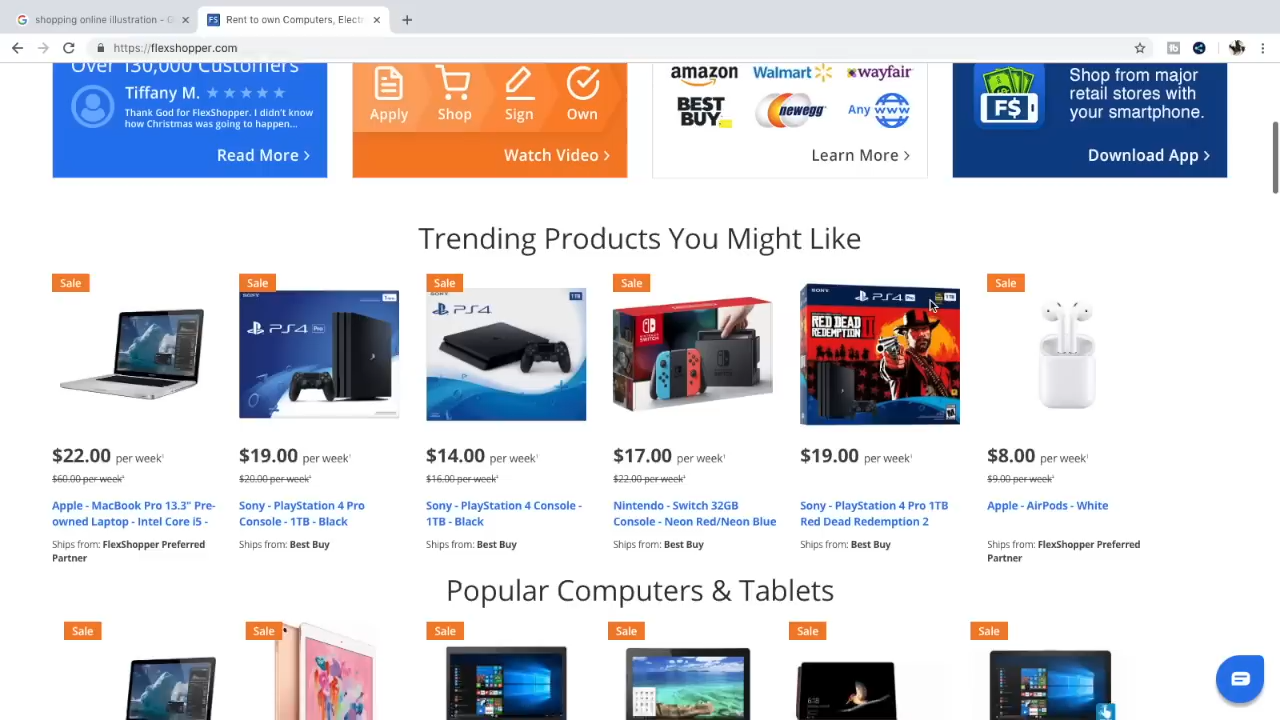 shopping online illustration - G
Rent to own Computers, Electr
https://flexshopper.com
Over 130,000 Customers
Tiffany M.
Thank God for FlexShopper. I didn't know
how Christmas was going to happen...
Read More >
Apply Shop Sign Own
Watch Video >
amazon Walmart wayfair
BEST BUY newegg Any www
Learn More >
F$
Shop from major
retail stores with
your smartphone.
Download App >
Trending Products You Might Like
Sale Sale Sale Sale Sale
SONY PS4 Pro
SONY PS4 1TB
SONY PS4 Pro 1TB
RED DEAD
REDEMPTION II
$22.00 per week $19.00 per week $14.00 per week $17.00 per week $19.00 per week $8.00 per week
$60.00 per week $20.00 per week $16.00 per week $22.00 per week $9.00 per week
Apple - MacBook Pro 13.3" Pre-
owned Laptop - Intel Core i5 -
Sony - PlayStation 4 Pro
Console - 1TB - Black
Sony - PlayStation 4 Console -
1TB - Black
Nintendo - Switch 32GB
Console - Neon Red/Neon Blue
Sony - PlayStation 4 Pro 1TB
Red Dead Redemption 2
Apple - AirPods - White
Ships from: FlexShopper Preferred
Partner
Ships from: Best Buy
Ships from: Best Buy
Ships from: Best Buy
Ships from: Best Buy
Ships from: FlexShopper Preferred
Partner
Popular Computers & Tablets
Sale Sale Sale Sale Sale Sale